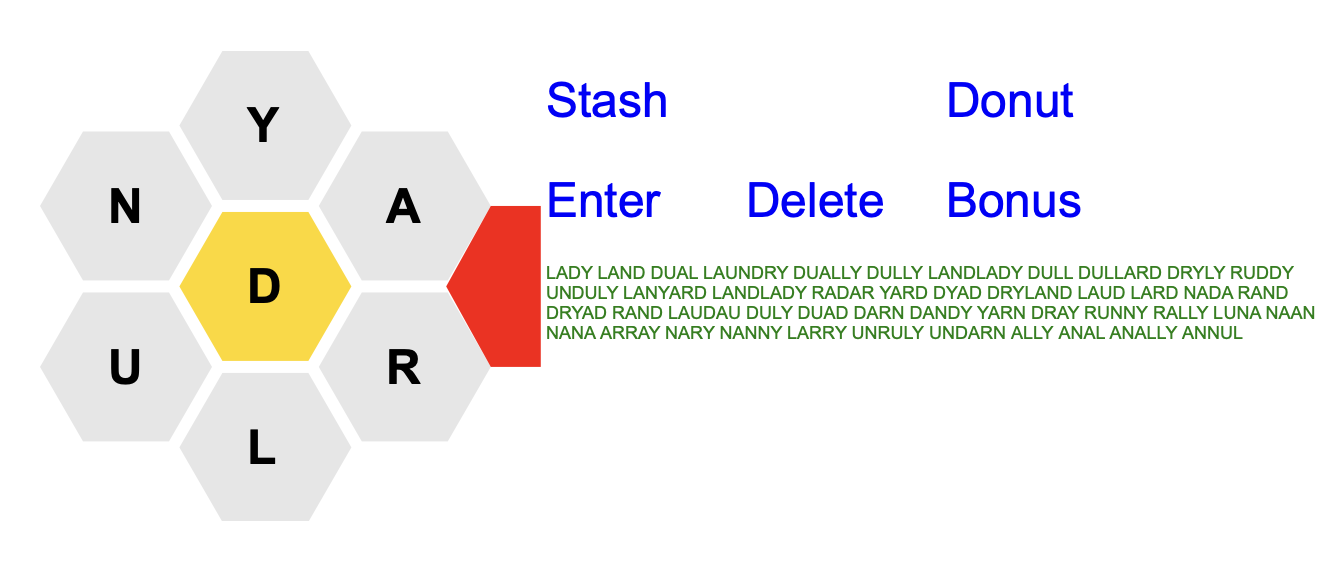 Y
N
A
D
U
R
L
Stash Donut
Enter Delete Bonus
LADY LAND DUAL LAUNDRY DUALLY DULLY LANDLADY DULL DULLARD DRYLY RUDDY
UNDULY LANYARD LANDLADY RADAR YARD DYAD DRYLAND LAUD LARD NADA RAND
DRYAD RAND LAUDAU DULY DUAD DARN DANDY YARN DRAY RUNNY RALLY LUNA NAAN
NANA ARRAY NARY NANNY LARRY UNRULY UNDARN ALLY ANAL ANALLY ANNUL